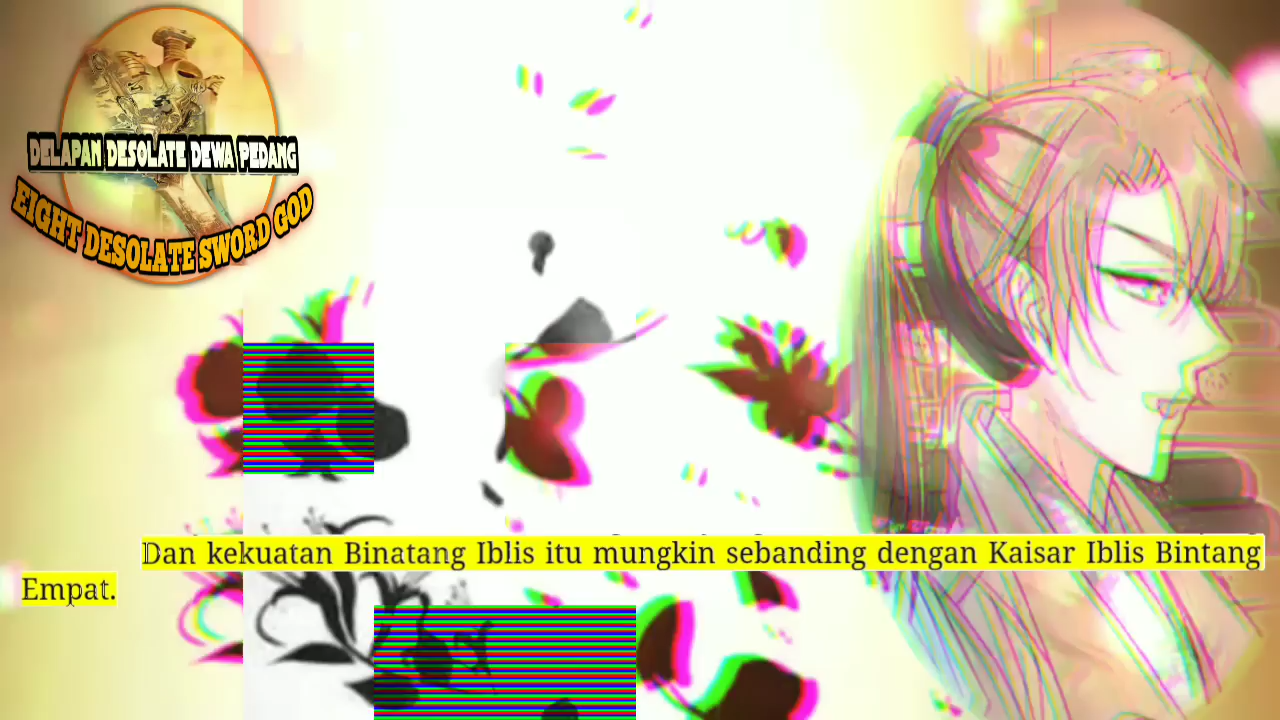 DELAPAN DESOLATE DEWA PEDANG
EIGHT DESOLATE SWORD GOD
Dan kekuatan Binatang Iblis itu mungkin sebanding dengan Kaisar Iblis Bintang
Empat.